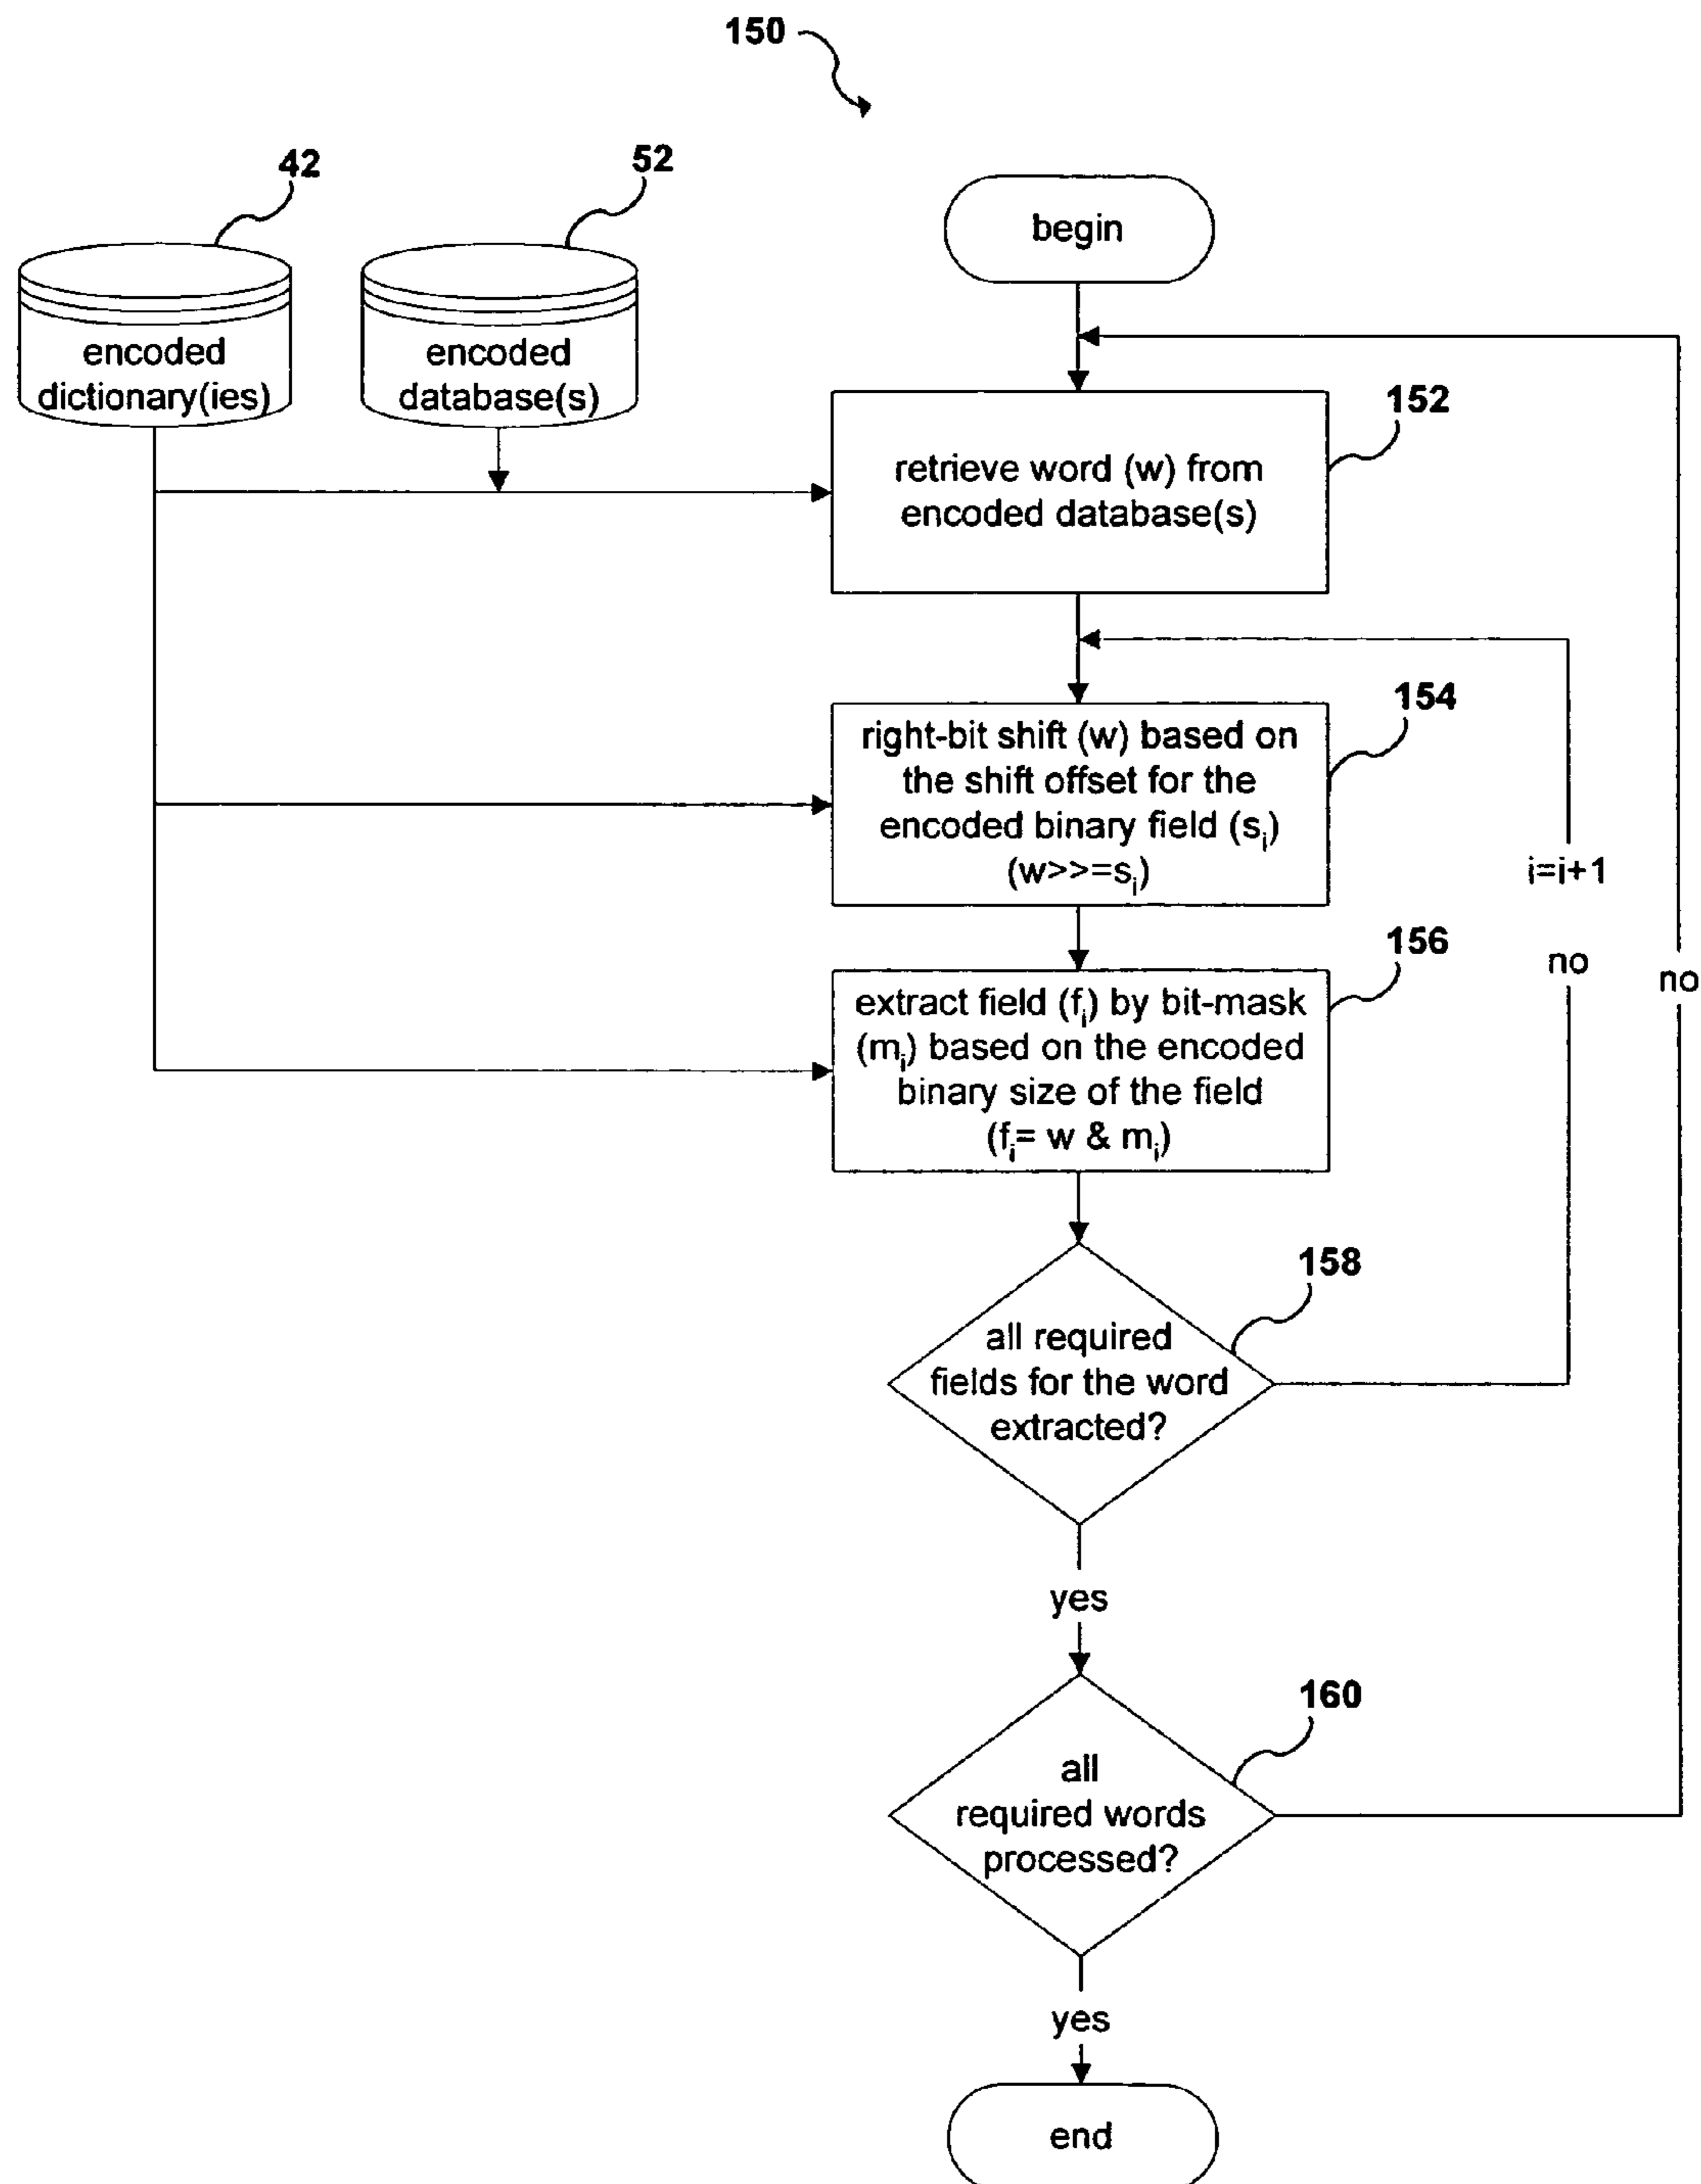 150
42
52
begin
encoded
dictionary(ies)
encoded
database(s)
152
retrieve word (w) from
encoded database(s)
154
right-bit shift (w) based on
the shift offset for the
encoded binary field (sᵢ)
(w>>=sᵢ)
i=i+1
no
no
156
extract field (fᵢ) by bit-mask
(mᵢ) based on the encoded
binary size of the field
(fᵢ= w & mᵢ)
158
all required
fields for the word
extracted?
yes
160
all
required words
processed?
yes
end